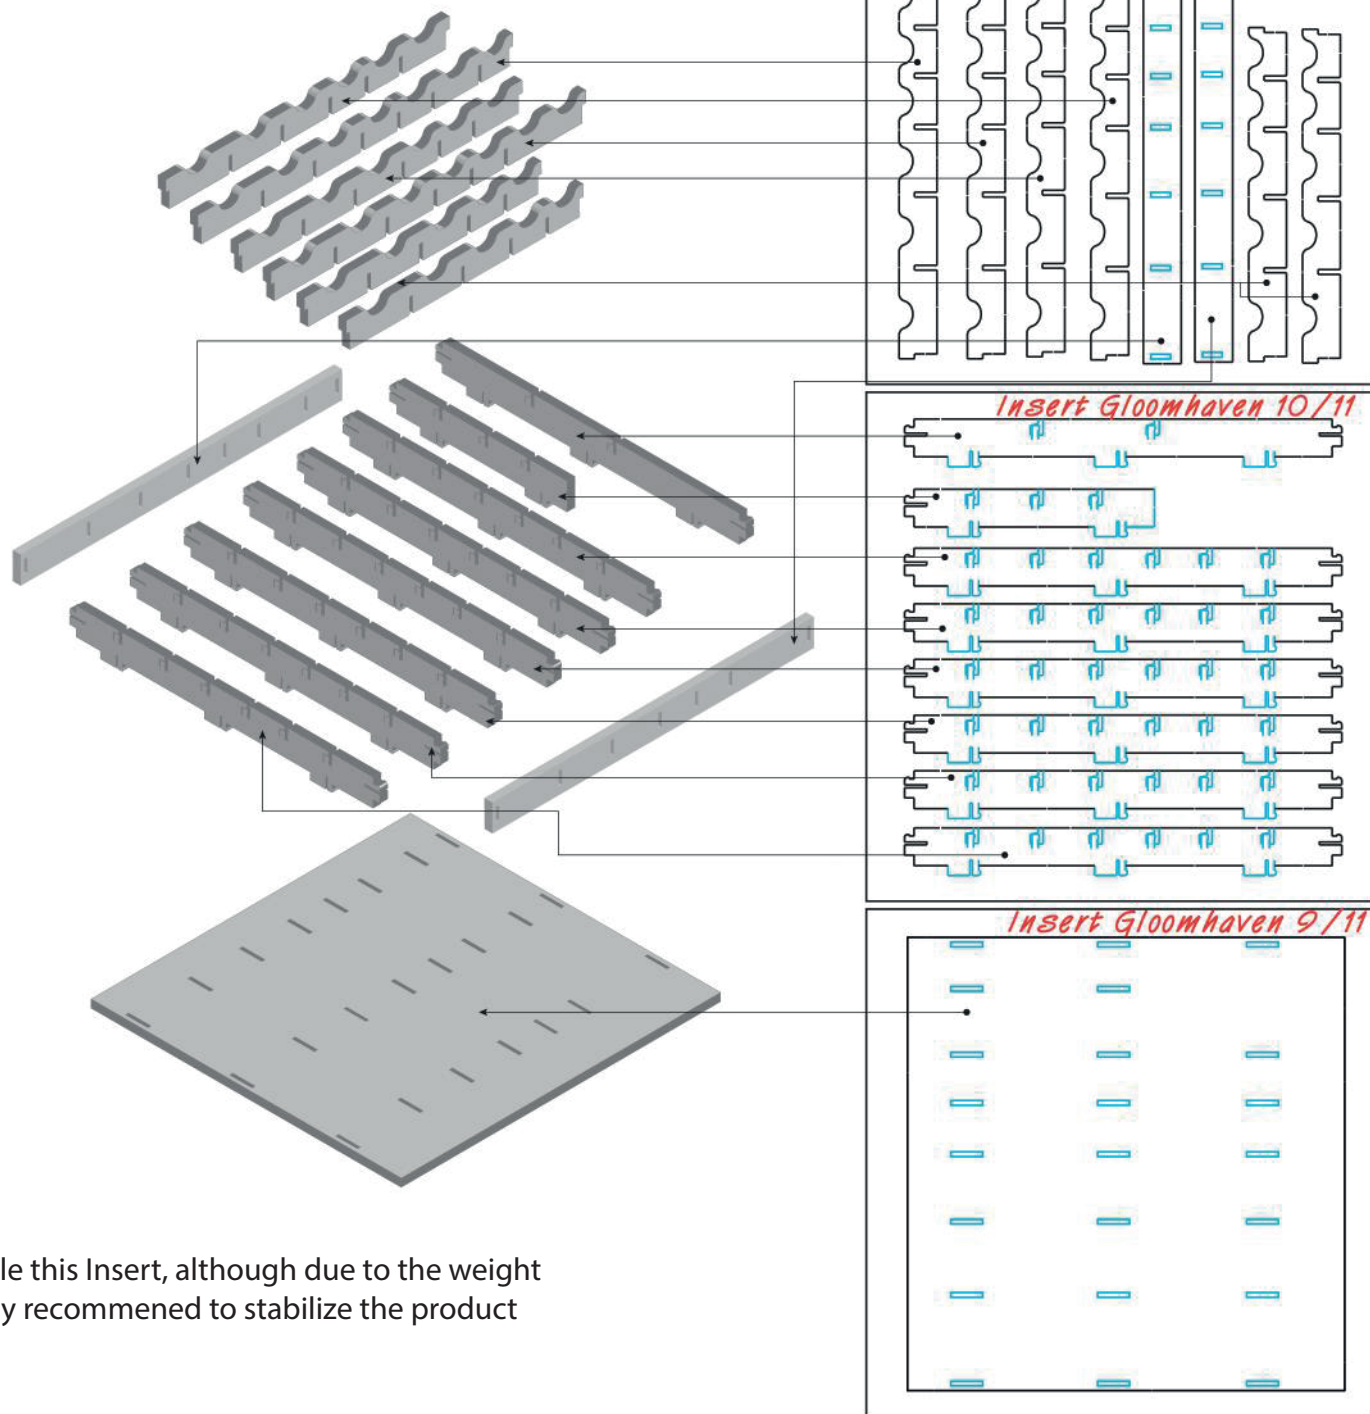 Insert Gloomhaven 10/11
Insert Gloomhaven 9/11
le this Insert, although due to the weight
y recommened to stabilize the product